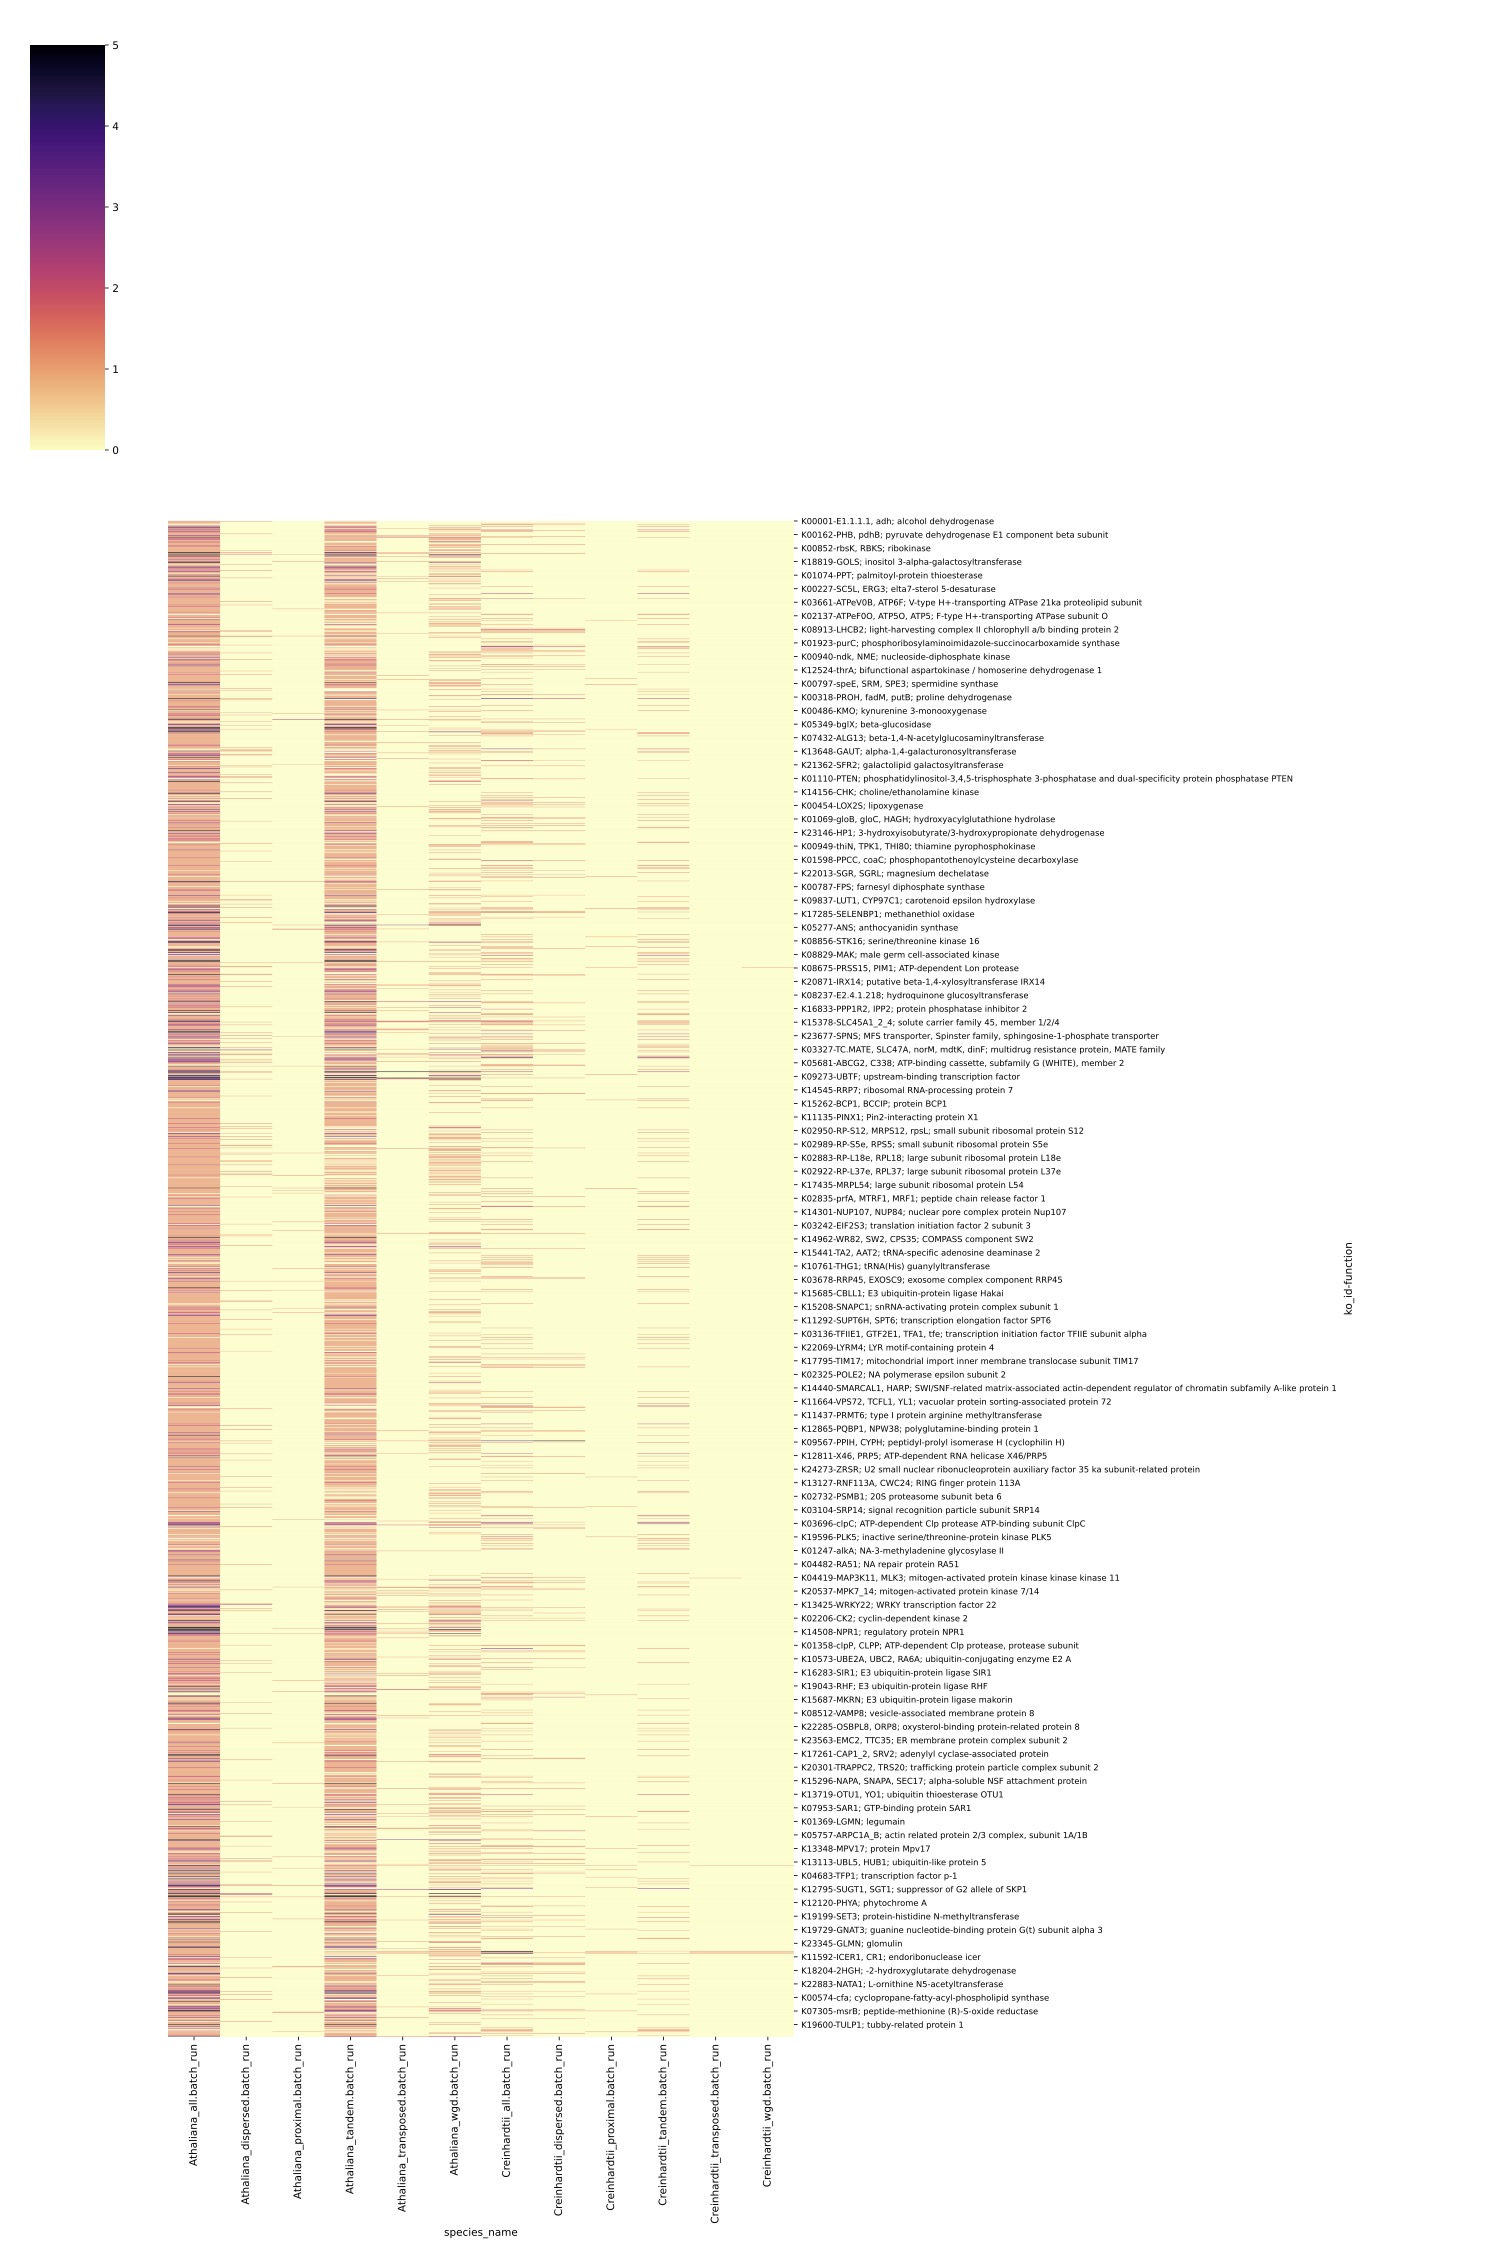 5
4
3
2
1
0
K00001-E1.1.1.1, adh; alcohol dehydrogenase
K00162-PHB, pdhB; pyruvate dehydrogenase E1 component beta subunit
K00852-rbsK, RBKS; ribokinase
K18819-GOLS; inositol 3-alpha-galactosyltransferase
K01074-PPT; palmitoyl-protein thioesterase
K00227-SC5L, ERG3; elta7-sterol 5-desaturase
K03661-ATPeV0B, ATP6F; V-type H+-transporting ATPase 21ka proteolipid subunit
K02137-ATPeF0O, ATP5O, ATP5; F-type H+-transporting ATPase subunit O
K08913-LHCB2; light-harvesting complex II chlorophyll a/b binding protein 2
K01923-purC; phosphoribosylaminoimidazole-succinocarboxamide synthase
K00940-ndk, NME; nucleoside-diphosphate kinase
K12524-thrA; bifunctional aspartokinase / homoserine dehydrogenase 1
K00797-speE, SRM, SPE3; spermidine synthase
K00318-PROH, fadM, putB; proline dehydrogenase
K00486-KMO; kynurenine 3-monooxygenase
K05349-bglX; beta-glucosidase
K07432-ALG13; beta-1,4-N-acetylglucosaminyltransferase
K13648-GAUT; alpha-1,4-galacturonosyltransferase
K21362-SFR2; galactolipid galactosyltransferase
K01110-PTEN; phosphatidylinositol-3,4,5-trisphosphate 3-phosphatase and dual-specificity protein phosphatase PTEN
K14156-CHK; choline/ethanolamine kinase
K00454-LOX2S; lipoxygenase
K01069-gloB, gloC, HAGH; hydroxyacylglutathione hydrolase
K23146-HP1; 3-hydroxyisobutyrate/3-hydroxypropionate dehydrogenase
K00949-thiN, TPK1, THI80; thiamine pyrophosphokinase
K01598-PPCC, coaC; phosphopantothenoylcysteine decarboxylase
K22013-SGR, SGRL; magnesium dechelatase
K00787-FPS; farnesyl diphosphate synthase
K09837-LUT1, CYP97C1; carotenoid epsilon hydroxylase
K17285-SELENBP1; methanethiol oxidase
K05277-ANS; anthocyanidin synthase
K08856-STK16; serine/threonine kinase 16
K08829-MAK; male germ cell-associated kinase
K08675-PRSS15, PIM1; ATP-dependent Lon protease
K20871-IRX14; putative beta-1,4-xylosyltransferase IRX14
K08237-E2.4.1.218; hydroquinone glucosyltransferase
K16833-PPP1R2, IPP2; protein phosphatase inhibitor 2
K15378-SLC45A1_2_4; solute carrier family 45, member 1/2/4
K23677-SPNS; MFS transporter, Spinster family, sphingosine-1-phosphate transporter
K03327-TC.MATE, SLC47A, norM, mdtK, dinF; multidrug resistance protein, MATE family
K05681-ABCG2, C338; ATP-binding cassette, subfamily G (WHITE), member 2
K09273-UBTF; upstream-binding transcription factor
K14545-RRP7; ribosomal RNA-processing protein 7
K15262-BCP1, BCCIP; protein BCP1
K11135-PINX1; Pin2-interacting protein X1
K02950-RP-S12, MRPS12, rpsL; small subunit ribosomal protein S12
K02989-RP-S5e, RPS5; small subunit ribosomal protein S5e
K02883-RP-L18e, RPL18; large subunit ribosomal protein L18e
K02922-RP-L37e, RPL37; large subunit ribosomal protein L37e
K17435-MRPL54; large subunit ribosomal protein L54
K02835-prfA, MTRF1, MRF1; peptide chain release factor 1
K14301-NUP107, NUP84; nuclear pore complex protein Nup107
K03242-EIF2S3; translation initiation factor 2 subunit 3
K14962-WR82, SW2, CPS35; COMPASS component SW2
K15441-TA2, AAT2; tRNA-specific adenosine deaminase 2
K10761-THG1; tRNA(His) guanylyltransferase
K03678-RRP45, EXOSC9; exosome complex component RRP45
K15685-CBLL1; E3 ubiquitin-protein ligase Hakai
K15208-SNAPC1; snRNA-activating protein complex subunit 1
K11292-SUPT6H, SPT6; transcription elongation factor SPT6
K03136-TFIIE1, GTF2E1, TFA1, tfe; transcription initiation factor TFIIE subunit alpha
K22069-LYRM4; LYR motif-containing protein 4
K17795-TIM17; mitochondrial import inner membrane translocase subunit TIM17
K02325-POLE2; NA polymerase epsilon subunit 2
K14440-SMARCAL1, HARP; SWI/SNF-related matrix-associated actin-dependent regulator of chromatin subfamily A-like protein 1
K11664-VPS72, TCFL1, YL1; vacuolar protein sorting-associated protein 72
K11437-PRMT6; type I protein arginine methyltransferase
K12865-PQBP1, NPW38; polyglutamine-binding protein 1
K09567-PPIH, CYPH; peptidyl-prolyl isomerase H (cyclophilin H)
K12811-X46, PRP5; ATP-dependent RNA helicase X46/PRP5
K24273-ZRSR; U2 small nuclear ribonucleoprotein auxiliary factor 35 ka subunit-related protein
K13127-RNF113A, CWC24; RING finger protein 113A
K02732-PSMB1; 20S proteasome subunit beta 6
K03104-SRP14; signal recognition particle subunit SRP14
K03696-clpC; ATP-dependent Clp protease ATP-binding subunit ClpC
K19596-PLK5; inactive serine/threonine-protein kinase PLK5
K01247-alkA; NA-3-methyladenine glycosylase II
K04482-RA51; NA repair protein RA51
K04419-MAP3K11, MLK3; mitogen-activated protein kinase kinase kinase 11
K20537-MPK7_14; mitogen-activated protein kinase 7/14
K13425-WRKY22; WRKY transcription factor 22
K02206-CK2; cyclin-dependent kinase 2
K14508-NPR1; regulatory protein NPR1
K01358-clpP, CLPP; ATP-dependent Clp protease, protease subunit
K10573-UBE2A, UBC2, RA6A; ubiquitin-conjugating enzyme E2 A
K16283-SIR1; E3 ubiquitin-protein ligase SIR1
K19043-RHF; E3 ubiquitin-protein ligase RHF
K15687-MKRN; E3 ubiquitin-protein ligase makorin
K08512-VAMP8; vesicle-associated membrane protein 8
K22285-OSBPL8, ORP8; oxysterol-binding protein-related protein 8
K23563-EMC2, TTC35; ER membrane protein complex subunit 2
K17261-CAP1_2, SRV2; adenylyl cyclase-associated protein
K20301-TRAPPC2, TRS20; trafficking protein particle complex subunit 2
K15296-NAPA, SNAPA, SEC17; alpha-soluble NSF attachment protein
K13719-OTU1, YO1; ubiquitin thioesterase OTU1
K07953-SAR1; GTP-binding protein SAR1
K01369-LGMN; legumain
K05757-ARPC1A_B; actin related protein 2/3 complex, subunit 1A/1B
K13348-MPV17; protein Mpv17
K13113-UBL5, HUB1; ubiquitin-like protein 5
K04683-TFP1; transcription factor p-1
K12795-SUGT1, SGT1; suppressor of G2 allele of SKP1
K12120-PHYA; phytochrome A
K19199-SET3; protein-histidine N-methyltransferase
K19729-GNAT3; guanine nucleotide-binding protein G(t) subunit alpha 3
K23345-GLMN; glomulin
K11592-ICER1, CR1; endoribonuclease icer
K18204-2HGH; -2-hydroxyglutarate dehydrogenase
K22883-NATA1; L-ornithine N5-acetyltransferase
K00574-cfa; cyclopropane-fatty-acyl-phospholipid synthase
K07305-msrB; peptide-methionine (R)-S-oxide reductase
K19600-TULP1; tubby-related protein 1
ko_id-function
Athaliana_all.batch_run
Athaliana_dispersed.batch_run
Athaliana_proximal.batch_run
Athaliana_tandem.batch_run
Athaliana_transposed.batch_run
Athaliana_wgd.batch_run
Creinhardtii_all.batch_run
Creinhardtii_dispersed.batch_run
Creinhardtii_proximal.batch_run
Creinhardtii_tandem.batch_run
Creinhardtii_transposed.batch_run
Creinhardtii_wgd.batch_run
species_name